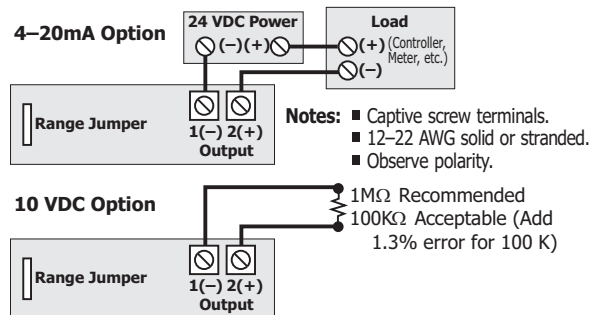 4–20mA Option
24 VDC Power
(–)(+)
Load
(+) (Controller,
Meter, etc.)
(–)
Range Jumper
1(–) 2(+)
Output
Notes: ■ Captive screw terminals.
■ 12–22 AWG solid or stranded.
■ Observe polarity.
10 VDC Option
1MΩ Recommended
100KΩ Acceptable (Add
1.3% error for 100 K)
Range Jumper
1(–) 2(+)
Output